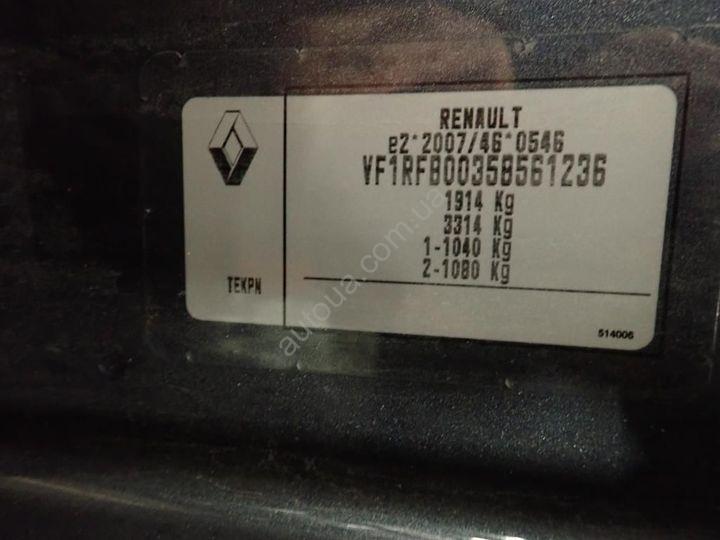 RENAULT
e2*2007/46*0546
VF1RFB00358561236
1914 Kg
3314 Kg
1-1040 Kg
2-1080 Kg
TEKPN
514006
autoua.com.ua